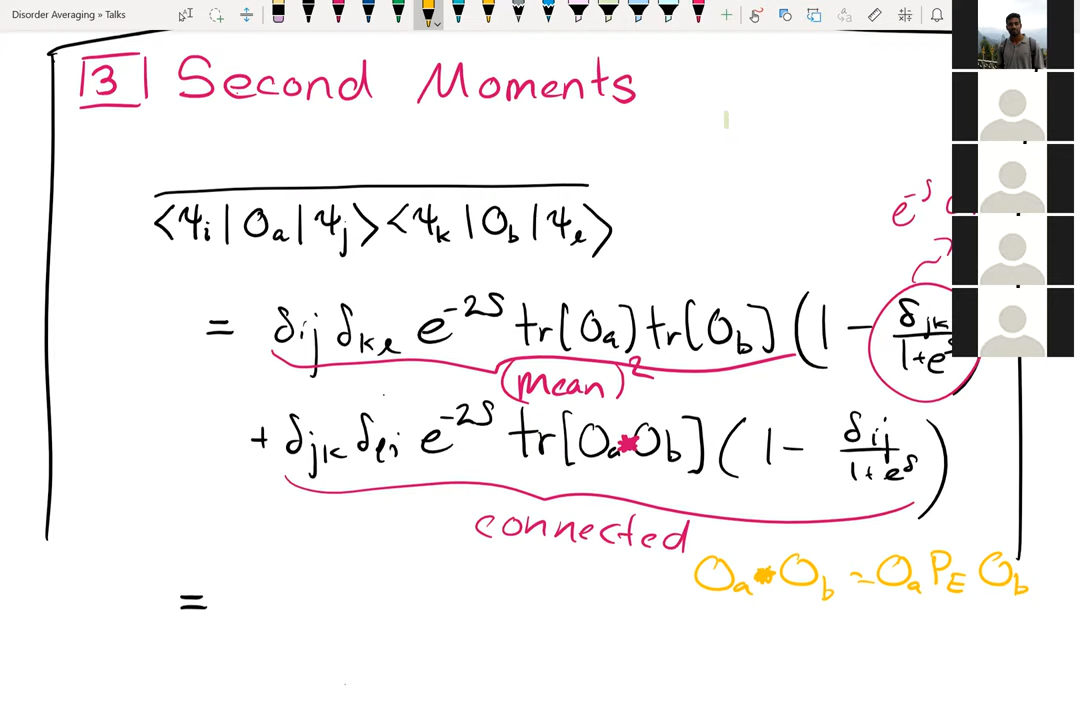 Disorder Averaging » Talks
[3] Second Moments
<Ψi|Oa|Ψj><Ψk|Ob|Ψl>
e^-S
= δij δkl e^-2S tr[Oa] tr[Ob] (1 - δjk/1+e^S
(mean)²
+ δjk δli e^-2S tr[Oa*Ob] (1 - δij/1+e^S)
connected
Oa*Ob = Oa PE Ob
=